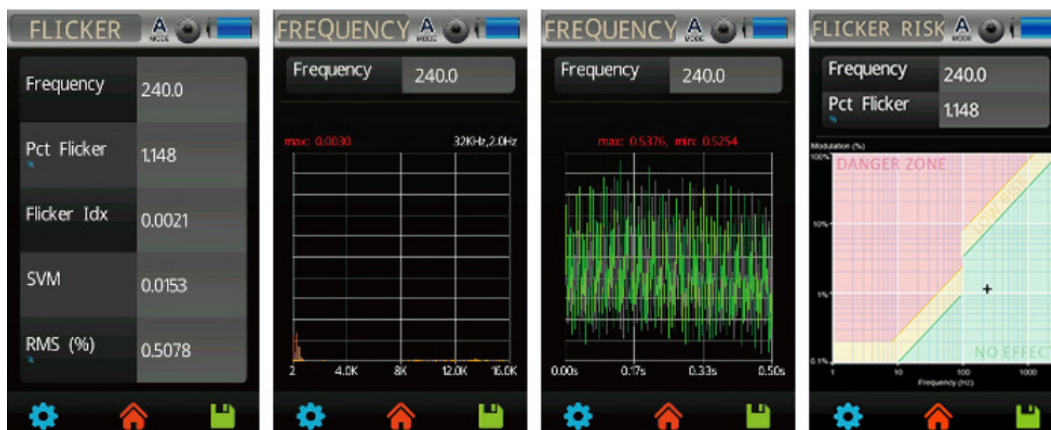 FLICKER
A
MODE
Frequency
240.0
Pct Flicker
%
1.148
Flicker Idx
0.0021
SVM
0.0153
RMS (%)
%
0.5078
FREQUENCY
A
MODE
Frequency
240.0
max: 0.0030
32KHz,2.0Hz
2 4.0K 8K 12.0K 16.0K
FREQUENCY
A
MODE
Frequency
240.0
max: 0.5376, min: 0.5254
0.00s 0.17s 0.33s 0.50s
FLICKER RISK
A
MODE
Frequency
240.0
Pct Flicker
%
1.148
Modulation (%)
100%
DANGER ZONE
LOW RISK
10%
1%
NO EFFECT
0.1%
1 10 100 1000
Frequency (Hz)